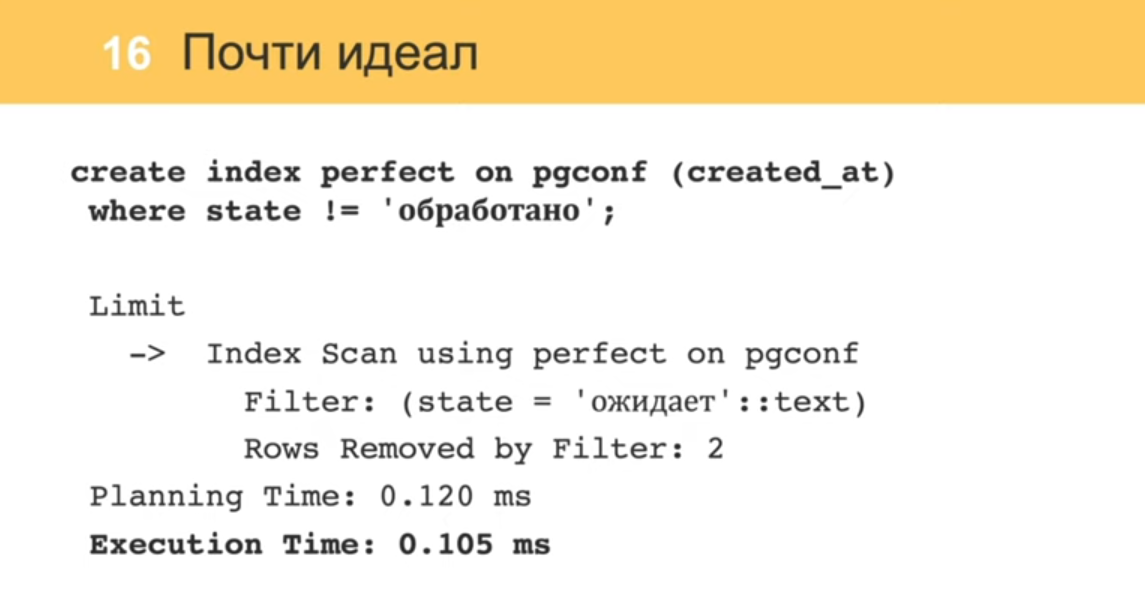 16 Почти идеал
create index perfect on pgconf (created_at)
where state != 'обработано';
Limit
-> Index Scan using perfect on pgconf
Filter: (state = 'ожидает'::text)
Rows Removed by Filter: 2
Planning Time: 0.120 ms
Execution Time: 0.105 ms